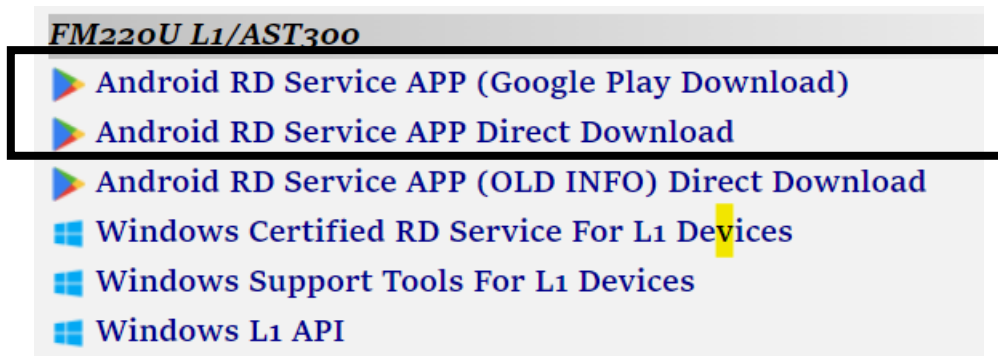 FM220U L1/AST300
Android RD Service APP (Google Play Download)
Android RD Service APP Direct Download
Android RD Service APP (OLD INFO) Direct Download
Windows Certified RD Service For L1 Devices
Windows Support Tools For L1 Devices
Windows L1 API